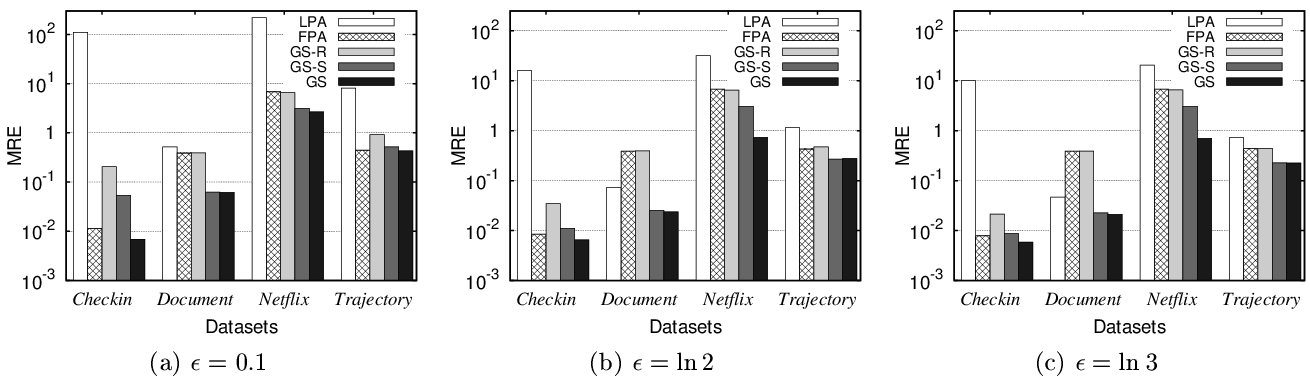 MRE
10²
10¹
1
10⁻¹
10⁻²
10⁻³
LPA
FPA
GS-R
GS-S
GS
Checkin Document Netflix Trajectory
Datasets
(a) ϵ = 0.1
MRE
10²
10¹
1
10⁻¹
10⁻²
10⁻³
LPA
FPA
GS-R
GS-S
GS
Checkin Document Netflix Trajectory
Datasets
(b) ϵ = ln 2
MRE
10²
10¹
1
10⁻¹
10⁻²
10⁻³
LPA
FPA
GS-R
GS-S
GS
Checkin Document Netflix Trajectory
Datasets
(c) ϵ = ln 3